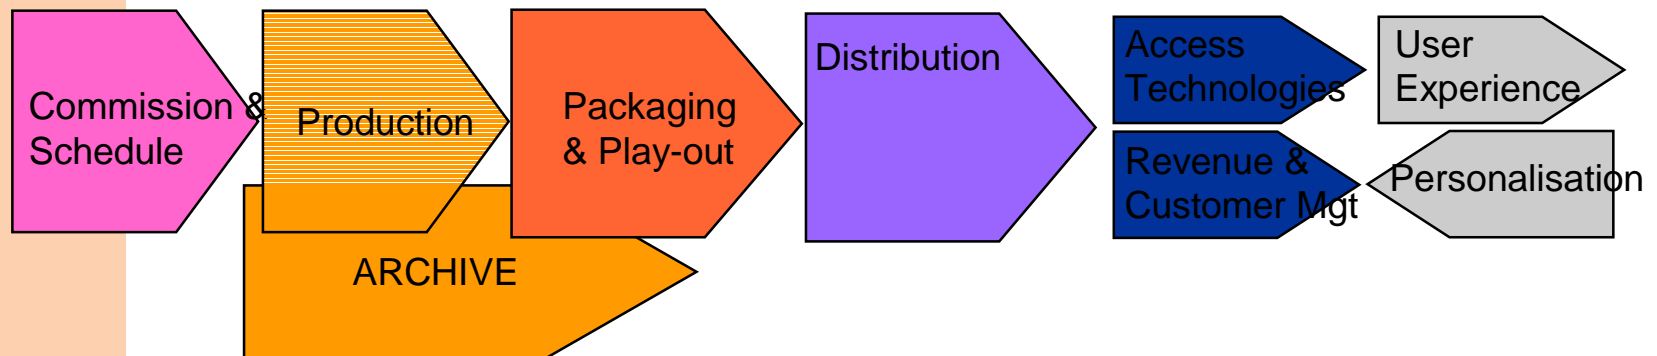 Commission &
Schedule
Production
Packaging
& Play-out
Distribution
Access
Technologies
User
Experience
Revenue &
Customer Mgt
Personalisation
ARCHIVE